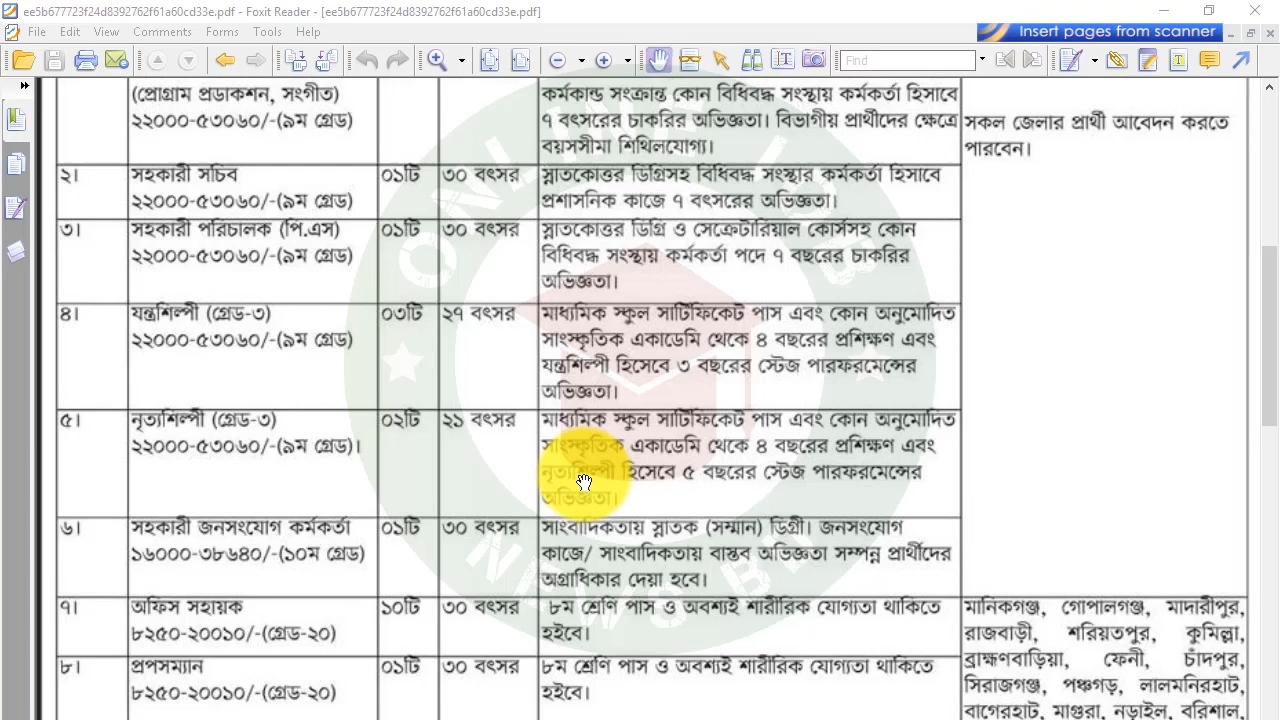 ee5b677723f24d8392762f61a60cd33e.pdf - Foxit Reader - [ee5b677723f24d8392762f61a60cd33e.pdf]
File Edit View Comments Forms Tools Help
Insert pages from scanner
Find
(প্রোগ্রাম প্রডাকশন, সংগীত)
২২০০০-৫৩০৬০/-(৯ম গ্রেড)
কর্মকান্ড সংক্রান্ত কোন বিধিবদ্ধ সংস্থায় কর্মকর্তা হিসাবে
৭ বৎসরের চাকরির অভিজ্ঞতা। বিভাগীয় প্রার্থীদের ক্ষেত্রে
বয়সসীমা শিথিলযোগ্য।
সকল জেলার প্রার্থী আবেদন করতে
পারবেন।
২। সহকারী সচিব ০১টি ৩০ বৎসর স্নাতকোত্তর ডিগ্রিসহ বিধিবদ্ধ সংস্থার কর্মকর্তা হিসাবে
২২০০০-৫৩০৬০/-(৯ম গ্রেড) প্রশাসনিক কাজে ৭ বৎসরের অভিজ্ঞতা।
৩। সহকারী পরিচালক (পি.এস) ০১টি ৩০ বৎসর স্নাতকোত্তর ডিগ্রি ও সেক্রেটারিয়াল কোর্সসহ কোন
২২০০০-৫৩০৬০/-(৯ম গ্রেড) বিধিবদ্ধ সংস্থায় কর্মকর্তা পদে ৭ বছরের চাকরির
অভিজ্ঞতা।
৪। যন্ত্রশিল্পী (গ্রেড-৩) ০৩টি ২৭ বৎসর মাধ্যমিক স্কুল সার্টিফিকেট পাস এবং কোন অনুমোদিত
২২০০০-৫৩০৬০/-(৯ম গ্রেড) সাংস্কৃতিক একাডেমি থেকে ৪ বছরের প্রশিক্ষণ এবং
যন্ত্রশিল্পী হিসেবে ৩ বছরের স্টেজ পারফরমেন্সের
অভিজ্ঞতা।
৫। নৃত্যশিল্পী (গ্রেড-৩) ০২টি ২১ বৎসর মাধ্যমিক স্কুল সার্টিফিকেট পাস এবং কোন অনুমোদিত
২২০০০-৫৩০৬০/-(৯ম গ্রেড)। সাংস্কৃতিক একাডেমি থেকে ৪ বছরের প্রশিক্ষণ এবং
নৃত্যশিল্পী হিসেবে ৫ বছরের স্টেজ পারফরমেন্সের
অভিজ্ঞতা।
৬। সহকারী জনসংযোগ কর্মকর্তা ০১টি ৩০ বৎসর সাংবাদিকতায় স্নাতক (সম্মান) ডিগ্রী। জনসংযোগ
১৬০০০-৩৮৬৪০/-(১০ম গ্রেড) কাজে/ সাংবাদিকতায় বাস্তব অভিজ্ঞতা সম্পন্ন প্রার্থীদের
অগ্রাধিকার দেয়া হবে।
৭। অফিস সহায়ক ১০টি ৩০ বৎসর ৮ম শ্রেণি পাস ও অবশ্যই শারীরিক যোগ্যতা থাকিতে
৮২৫০-২০০১০/-(গ্রেড-২০) হইবে।
৮। প্রপসম্যান ০১টি ৩০ বৎসর ৮ম শ্রেণি পাস ও অবশ্যই শারীরিক যোগ্যতা থাকিতে
৮২৫০-২০০১০/-(গ্রেড-২০) হইবে।
মানিকগঞ্জ, গোপালগঞ্জ, মাদারীপুর,
রাজবাড়ী, শরিয়তপুর, কুমিল্লা,
ব্রাহ্মণবাড়িয়া, ফেনী, চাঁদপুর,
সিরাজগঞ্জ, পঞ্চগড়, লালমনিরহাট,
বাগেরহাট, মাগুরা, নড়াইল, বরিশাল,